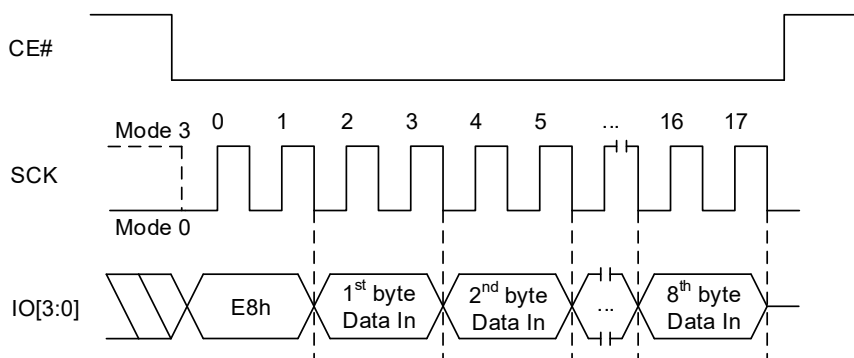 CE#
Mode 3
0 1 2 3 4 5 ... 16 17
SCK
Mode 0
IO[3:0]
E8h
1st byte
Data In
2nd byte
Data In
...
8th byte
Data In